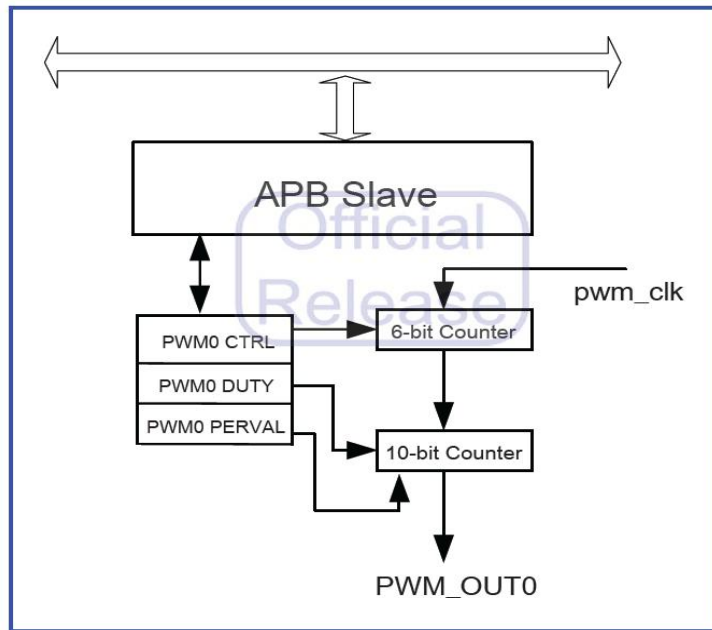 APB Slave
Official
Release
pwm_clk
PWM0 CTRL
6-bit Counter
PWM0 DUTY
PWM0 PERVAL
10-bit Counter
PWM_OUT0